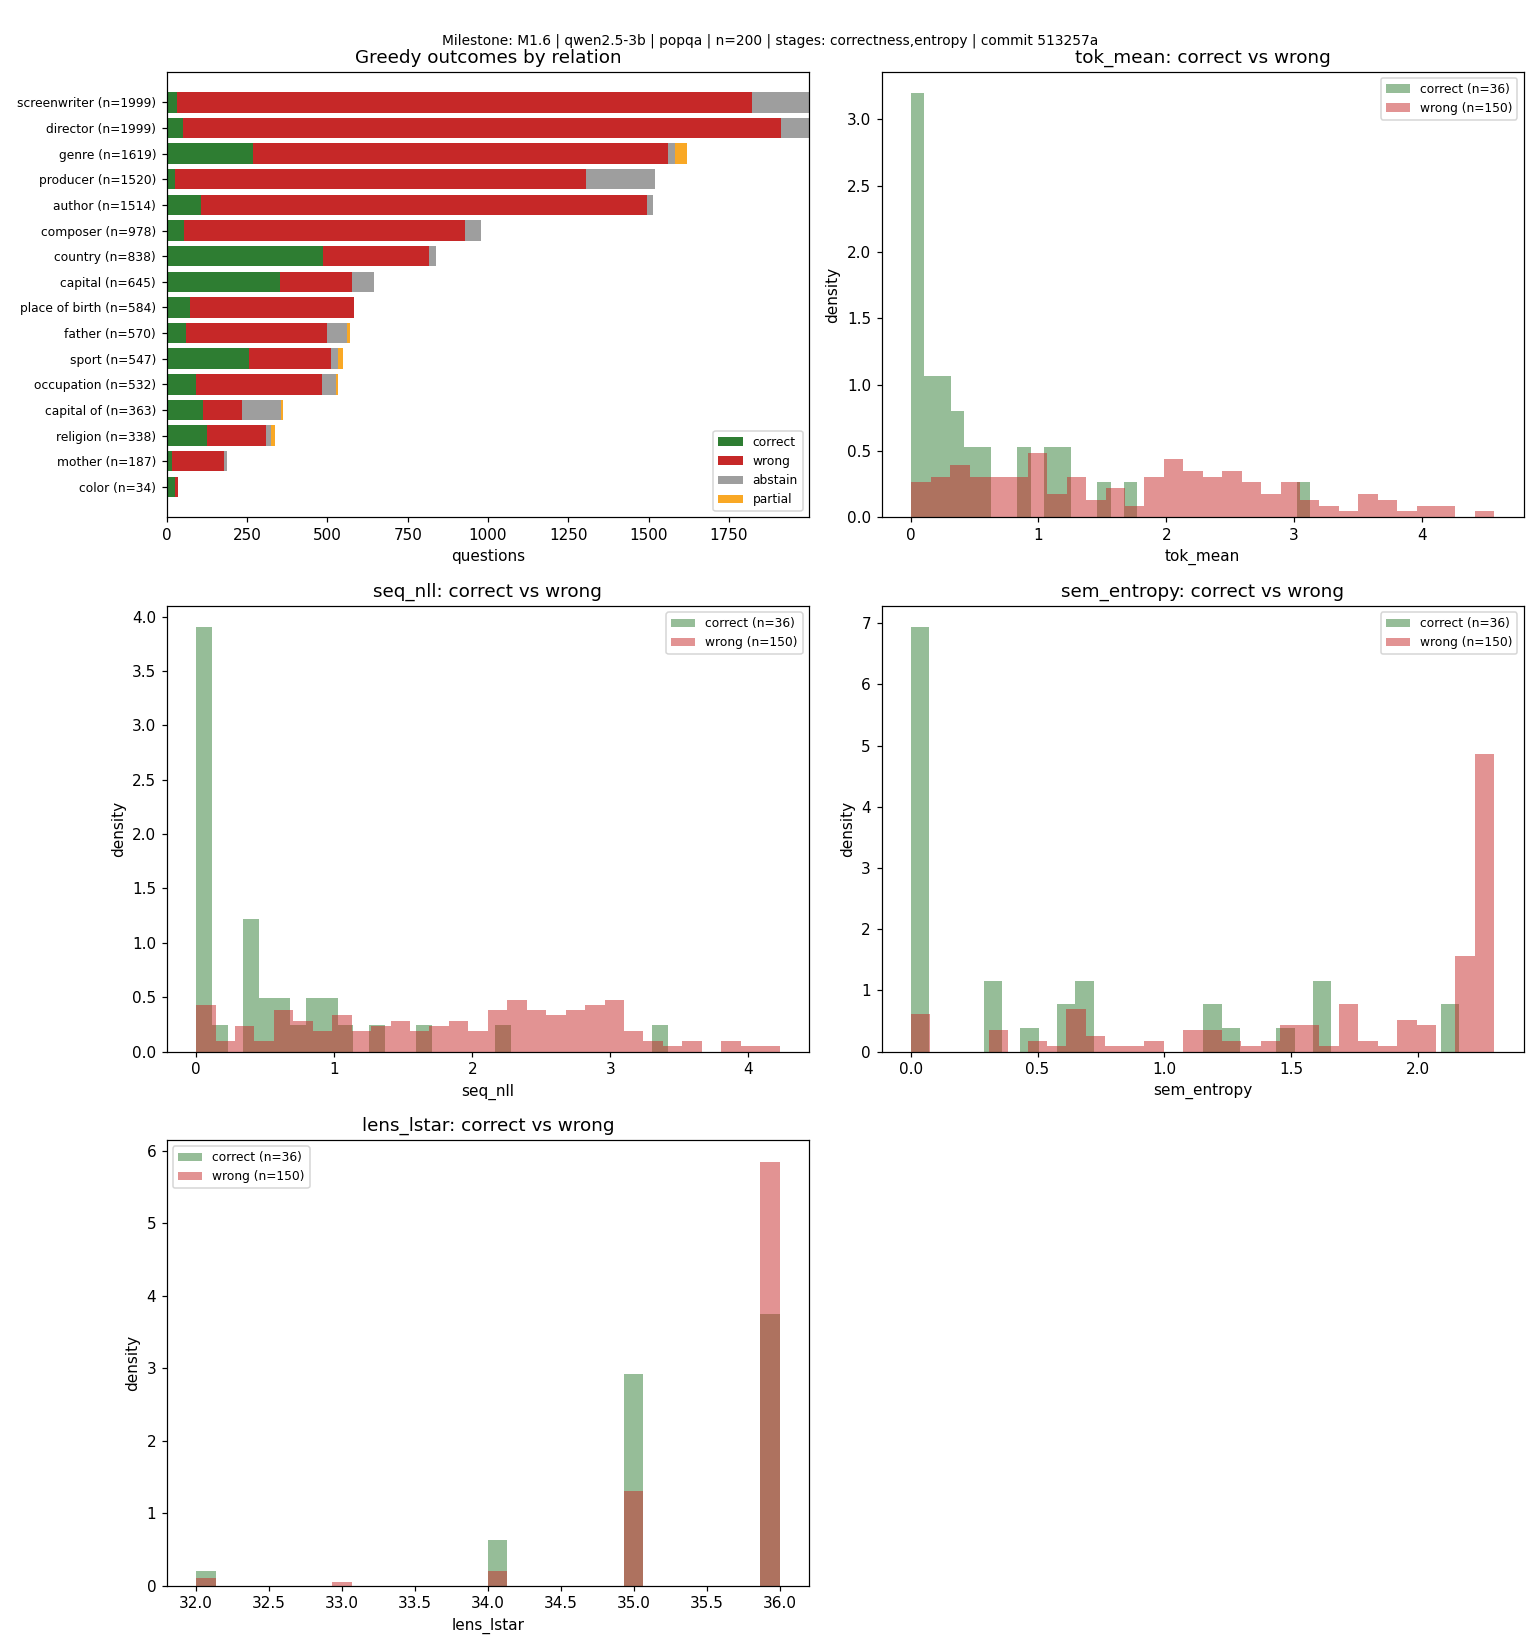 Milestone: M1.6 | qwen2.5-3b | popqa | n=200 | stages: correctness,entropy | commit 513257a
Greedy outcomes by relation
screenwriter (n=1999)
director (n=1999)
genre (n=1619)
producer (n=1520)
author (n=1514)
composer (n=978)
country (n=838)
capital (n=645)
place of birth (n=584)
father (n=570)
sport (n=547)
occupation (n=532)
capital of (n=363)
religion (n=338)
mother (n=187)
color (n=34)
correct
wrong
abstain
partial
0 250 500 750 1000 1250 1500 1750
questions
tok_mean: correct vs wrong
correct (n=36)
wrong (n=150)
3.0
2.5
2.0
1.5
1.0
0.5
0.0
density
0 1 2 3 4
tok_mean
seq_nll: correct vs wrong
correct (n=36)
wrong (n=150)
4.0
3.5
3.0
2.5
2.0
1.5
1.0
0.5
0.0
density
0 1 2 3 4
seq_nll
sem_entropy: correct vs wrong
correct (n=36)
wrong (n=150)
7
6
5
4
3
2
1
0
density
0.0 0.5 1.0 1.5 2.0
sem_entropy
lens_lstar: correct vs wrong
correct (n=36)
wrong (n=150)
6
5
4
3
2
1
0
density
32.0 32.5 33.0 33.5 34.0 34.5 35.0 35.5 36.0
lens_lstar